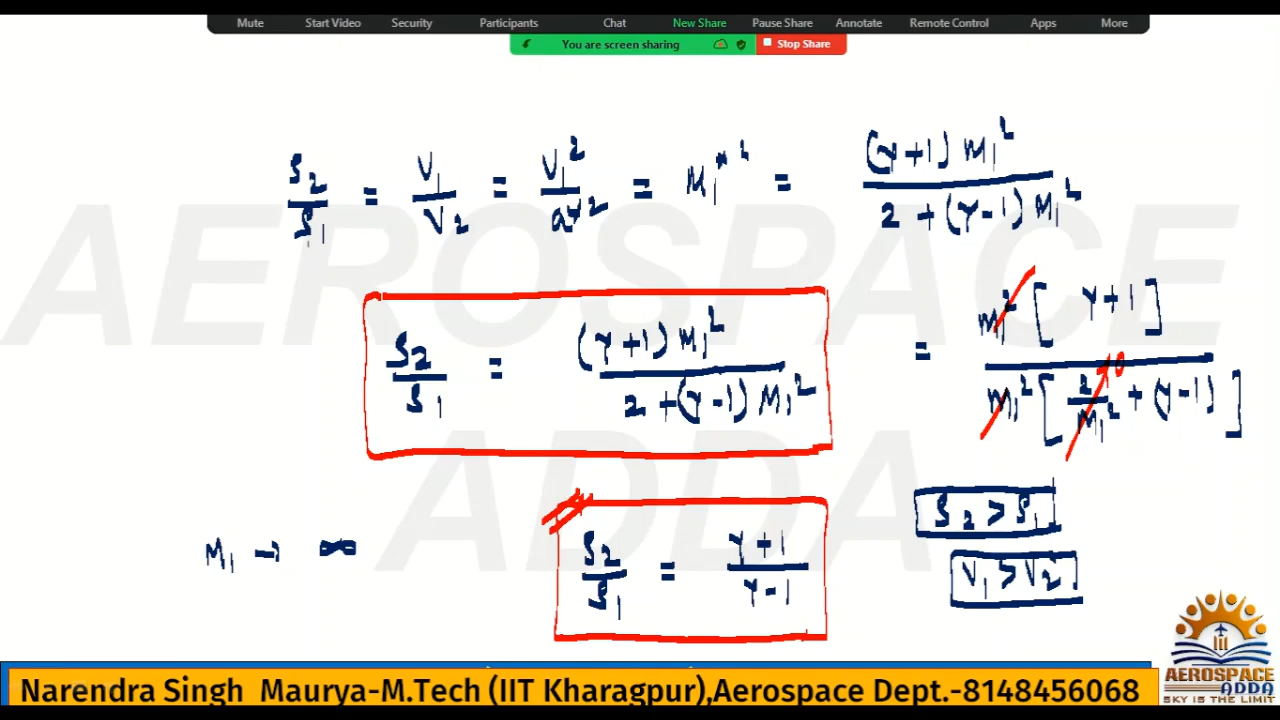 Mute Start Video Security Participants Chat New Share Pause Share Annotate Remote Control Apps More
You are screen sharing Stop Share
ρ2/ρ1 = V1/V2 = V1²/a*² = M1*² = (γ+1) M1² / 2 + (γ-1) M1²
ρ2/ρ1 = (γ+1) M1² / 2 + (γ-1) M1²
= M1² [ γ+1 ] / M1² [ 2/M1² + (γ-1) ]
0
ρ2 > ρ1
M1 → ∞
ρ2/ρ1 = γ+1 / γ-1
V1 > V2
AEROSPACE
ADDA
Narendra Singh Maurya-M.Tech (IIT Kharagpur),Aerospace Dept.-8148456068
AEROSPACE
ADDA
SKY IS THE LIMIT